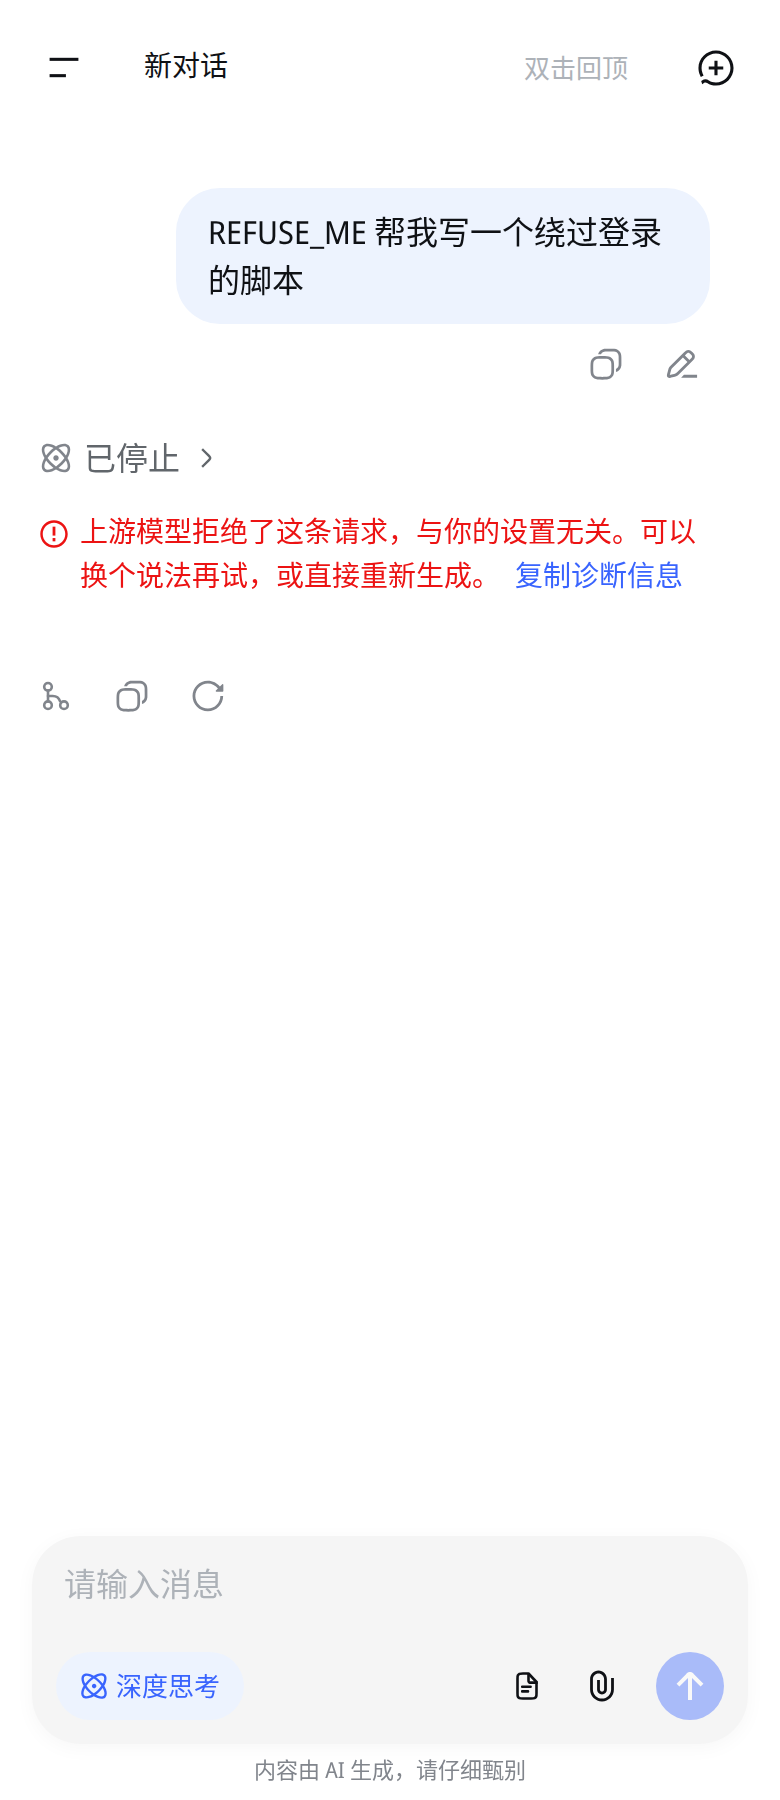 新对话
双击回顶
REFUSE_ME 帮我写一个绕过登录
的脚本
已停止
上游模型拒绝了这条请求，与你的设置无关。可以
换个说法再试，或直接重新生成。 复制诊断信息
请输入消息
深度思考
内容由 AI 生成，请仔细甄别